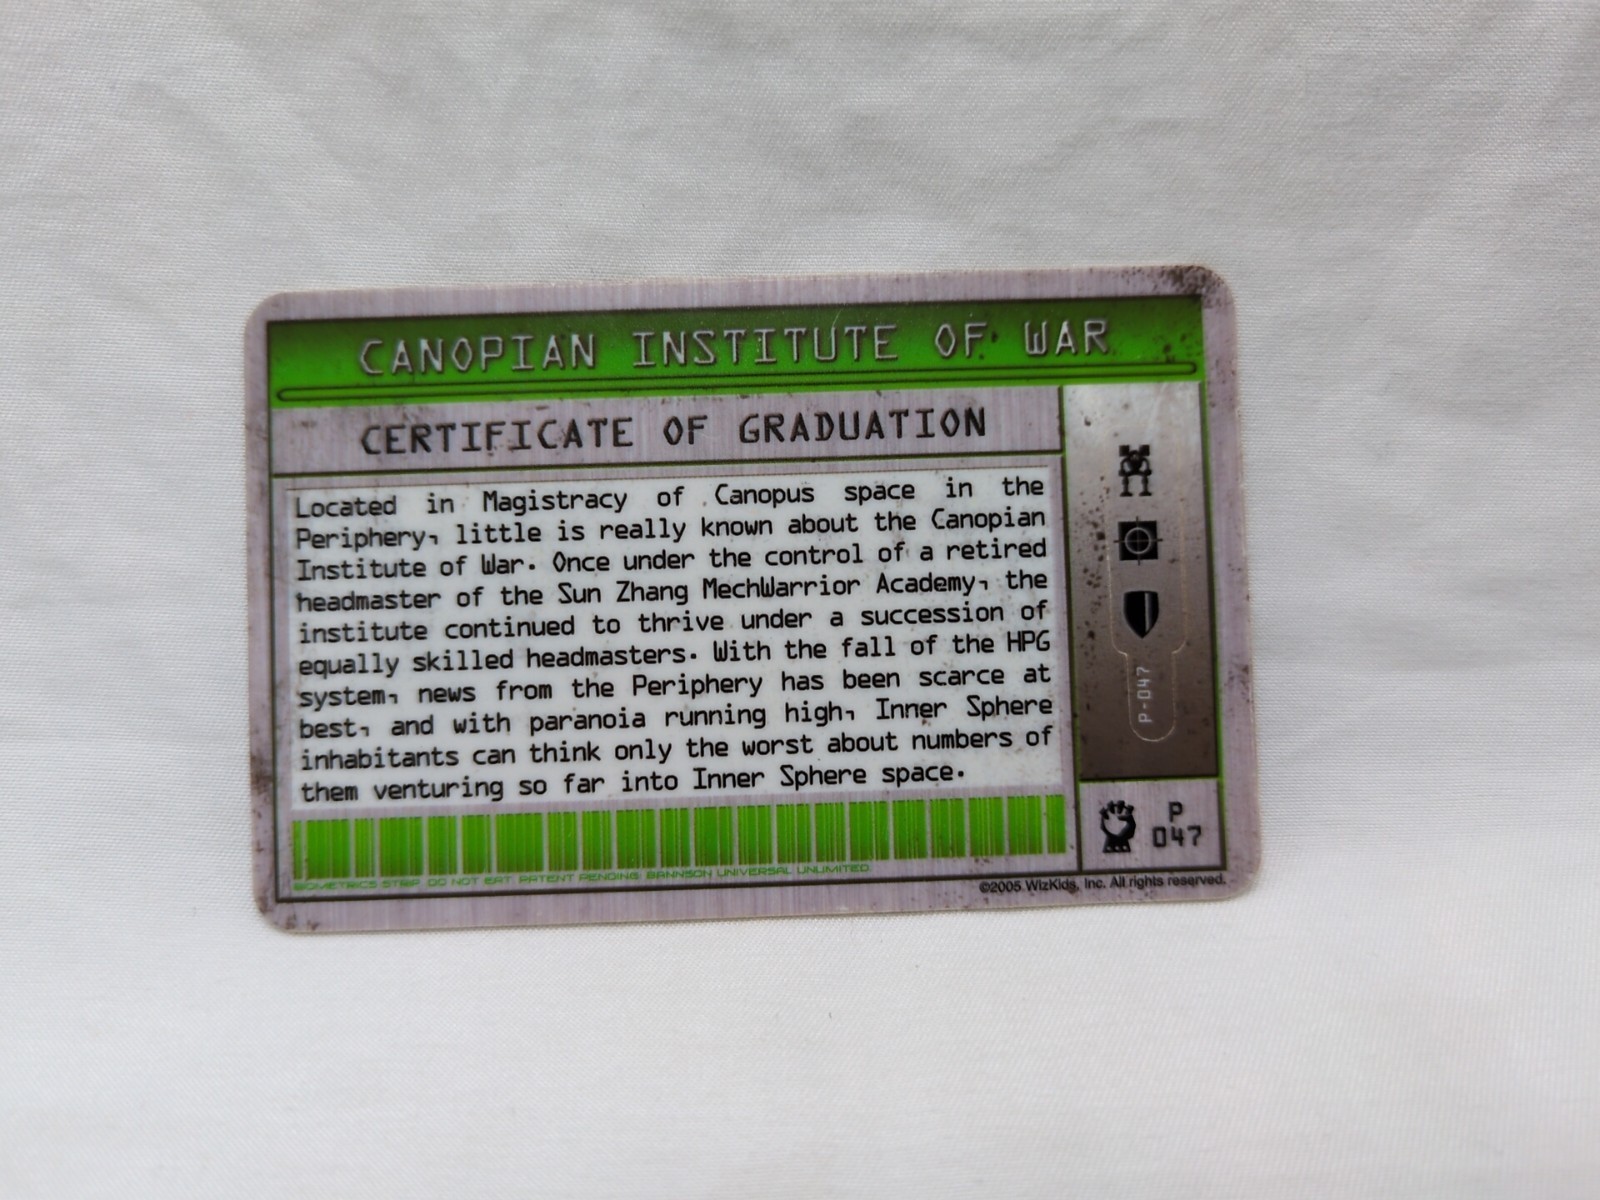 CANOPIAN INSTITUTE OF WAR
CERTIFICATE OF GRADUATION
Located in Magistracy of Canopus space in the
Periphery, little is really known about the Canopian
Institute of War. Once under the control of a retired
headmaster of the Sun Zhang MechWarrior Academy, the
institute continued to thrive under a succession of
equally skilled headmasters. With the fall of the HPG
system, news from the Periphery has been scarce at
best, and with paranoia running high, Inner Sphere
inhabitants can think only the worst about numbers of
them venturing so far into Inner Sphere space.
BIOMETRICS STRIP. DO NOT EAT. PATENT PENDING. BANNSON UNIVERSAL UNLIMITED.
P-047
P
047
©2005 WizKids, Inc. All rights reserved.